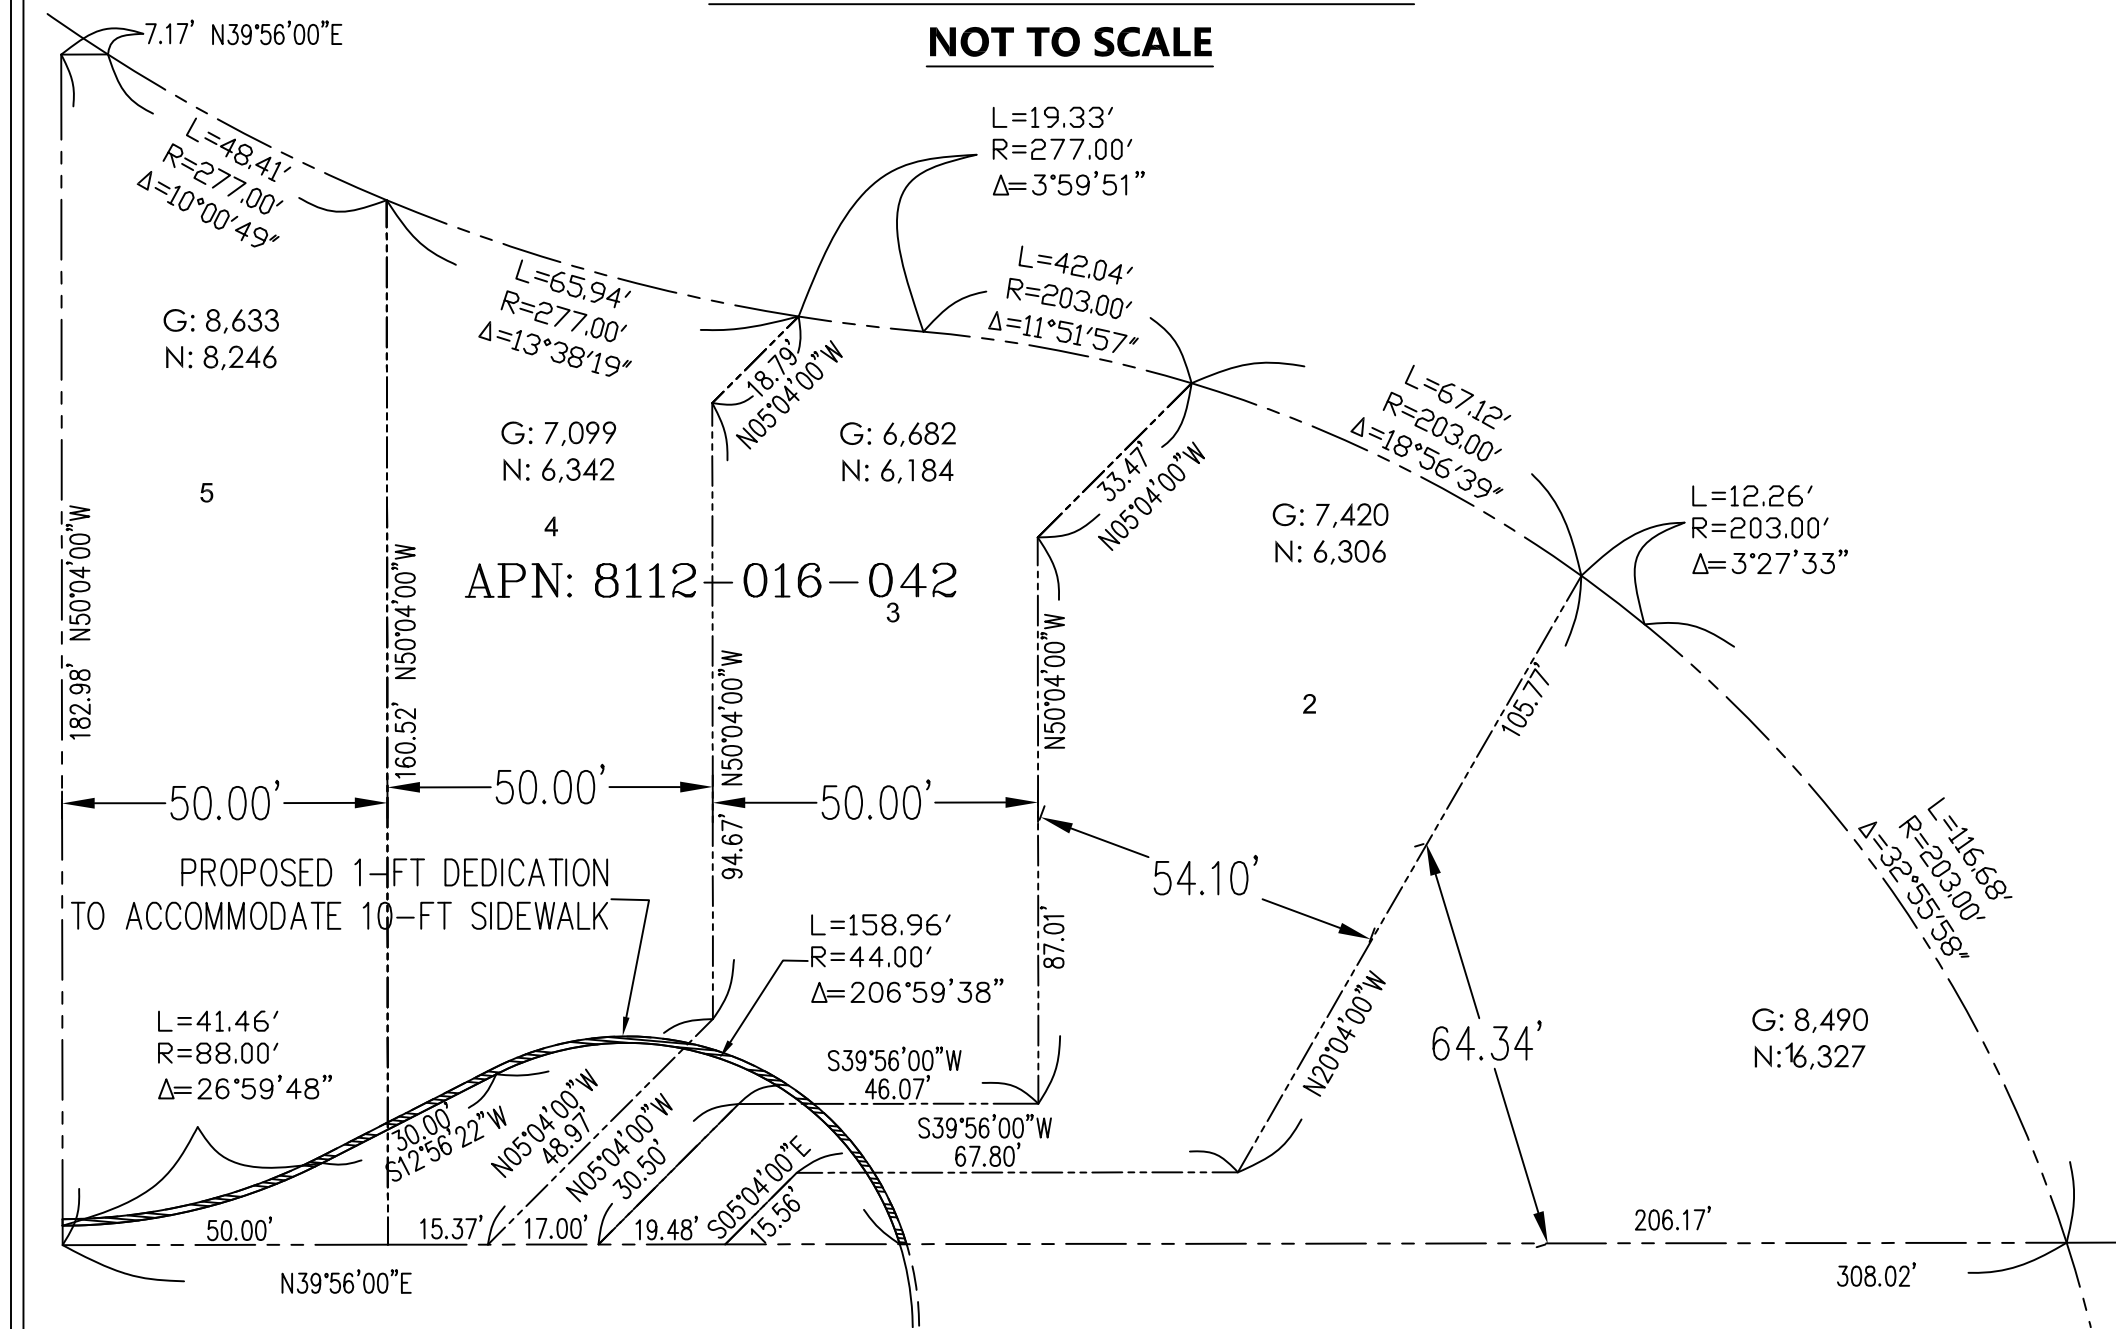 NOT TO SCALE
7.17' N39°56'00"E
L=48.41'
R=277.00'
Δ=10°00'49"
L=19.33'
R=277.00'
Δ=3°59'51"
L=65.94'
R=277.00'
Δ=13°38'19"
L=42.04'
R=203.00'
Δ=11°51'57"
G: 8,633
N: 8,246
18.79'
N05°04'00"W
L=67.12'
R=203.00'
Δ=18°56'39"
G: 7,099
N: 6,342
G: 6,682
N: 6,184
33.47'
N05°04'00"W
5
4
G: 7,420
N: 6,306
L=12.26'
R=203.00'
Δ=3°27'33"
APN: 8112-016-042
3
182.98' N50°04'00"W
160.52' N50°04'00"W
94.67' N50°04'00"W
87.01' N50°04'00"W
2
105.77'
N20°04'00"W
50.00'
50.00'
50.00'
54.10'
64.34'
L=116.68'
R=203.00'
Δ=32°55'58"
PROPOSED 1-FT DEDICATION
TO ACCOMMODATE 10-FT SIDEWALK
L=158.96'
R=44.00'
Δ=206°59'38"
L=41.46'
R=88.00'
Δ=26°59'48"
G: 8,490
N: 6,327
1
S39°56'00"W
46.07'
S39°56'00"W
67.80'
30.00'
S12°56'22"W
N05°04'00"W
48.97'
N05°04'00"W
30.50'
S05°04'00"E
15.56'
50.00'
15.37'
17.00'
19.48'
206.17'
N39°56'00"E
308.02'